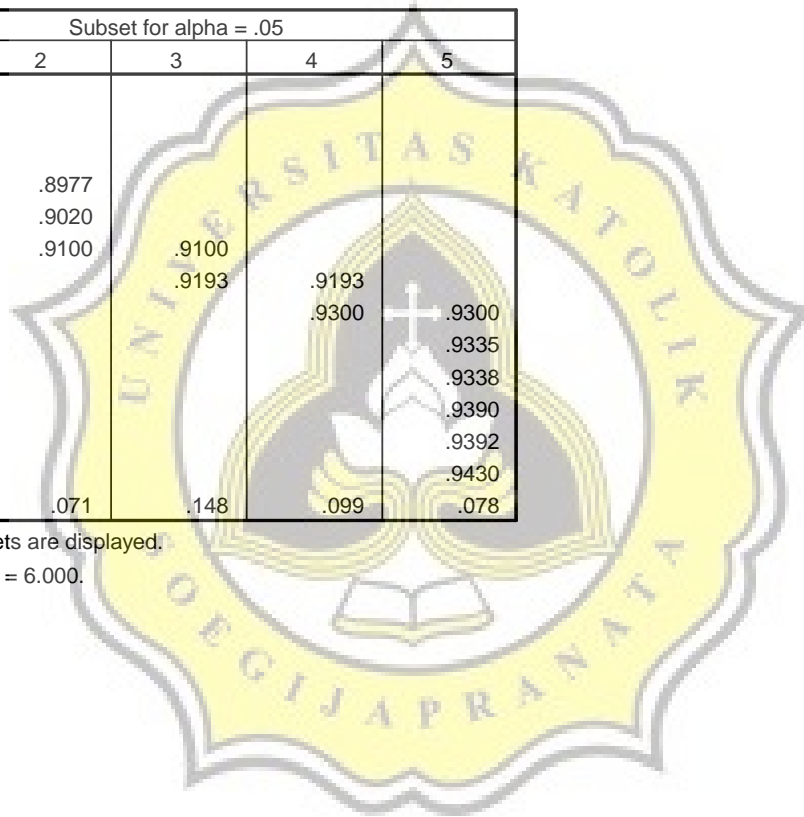 Subset for alpha = .05
2 3 4 5
.8977
.9020
.9100 .9100
.9193 .9193
.9300 .9300
.9335
.9338
.9390
.9392
.9430
.071 .148 .099 .078
ets are displayed.
= 6.000.
UNIVERSITAS KATOLIK
SOEGIJAPRANATA